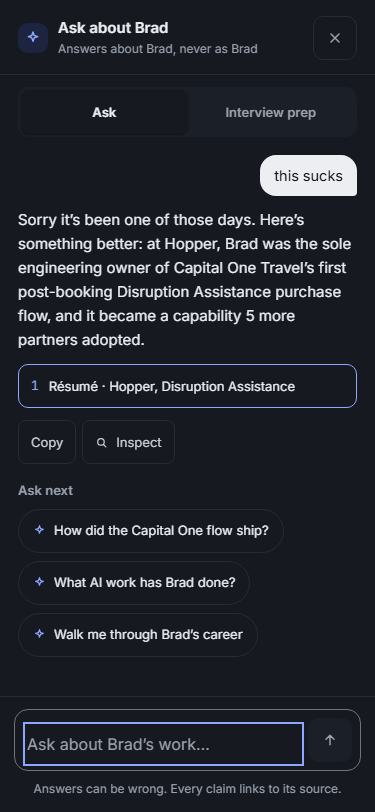 Ask about Brad
Answers about Brad, never as Brad
Ask
Interview prep
this sucks
Sorry it’s been one of those days. Here’s
something better: at Hopper, Brad was the sole
engineering owner of Capital One Travel’s first
post-booking Disruption Assistance purchase
flow, and it became a capability 5 more
partners adopted.
1 Résumé · Hopper, Disruption Assistance
Copy
Inspect
Ask next
How did the Capital One flow ship?
What AI work has Brad done?
Walk me through Brad’s career
Ask about Brad’s work...
Answers can be wrong. Every claim links to its source.